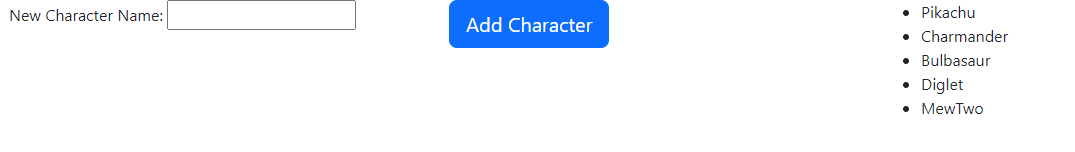 New Character Name:
Add Character
Pikachu
Charmander
Bulbasaur
Diglet
MewTwo